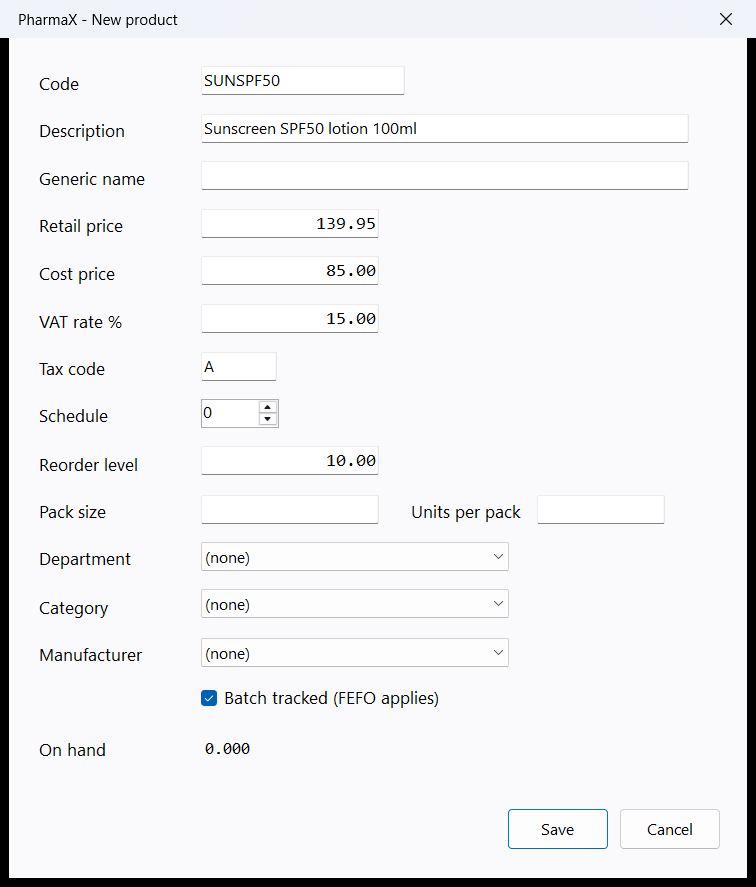 PharmaX - New product
Code SUNSPF50
Description Sunscreen SPF50 lotion 100ml
Generic name
Retail price 139.95
Cost price 85.00
VAT rate % 15.00
Tax code A
Schedule 0
Reorder level 10.00
Pack size Units per pack
Department (none)
Category (none)
Manufacturer (none)
Batch tracked (FEFO applies)
On hand 0.000
Save Cancel